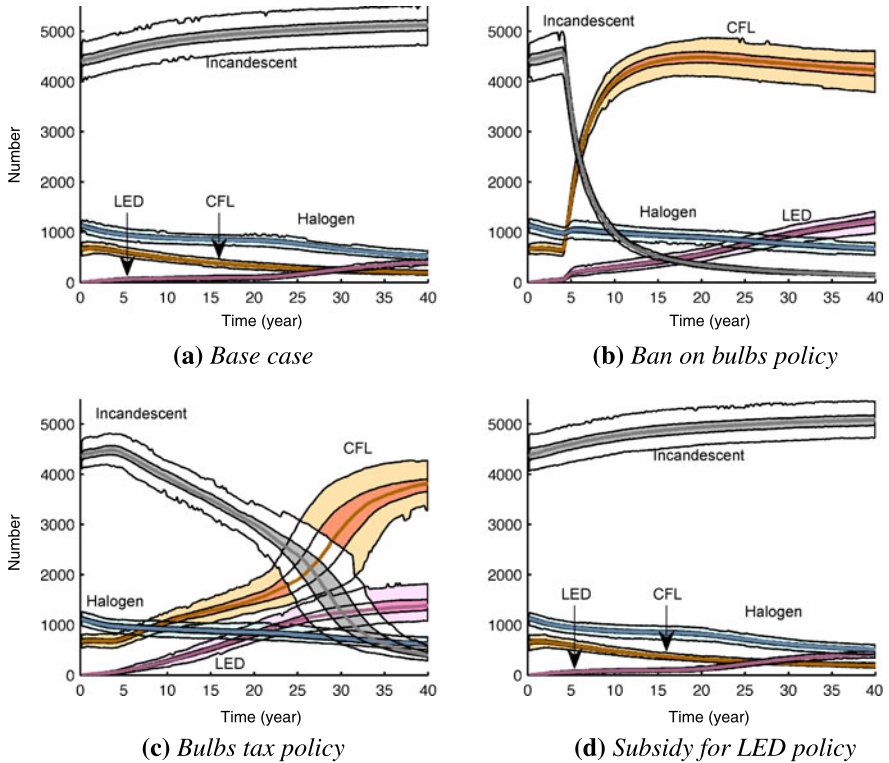 5000
4000
3000
2000
1000
0
Number
Incandescent
LED
CFL
Halogen
0 5 10 15 20 25 30 35 40
Time (year)
(a) Base case
5000
4000
3000
2000
1000
0
Incandescent
CFL
Halogen
LED
0 5 10 15 20 25 30 35 40
Time (year)
(b) Ban on bulbs policy
5000
4000
3000
2000
1000
0
Number
Incandescent
CFL
Halogen
LED
0 5 10 15 20 25 30 35 40
Time (year)
(c) Bulbs tax policy
5000
4000
3000
2000
1000
0
Incandescent
LED
CFL
Halogen
0 5 10 15 20 25 30 35 40
Time (year)
(d) Subsidy for LED policy